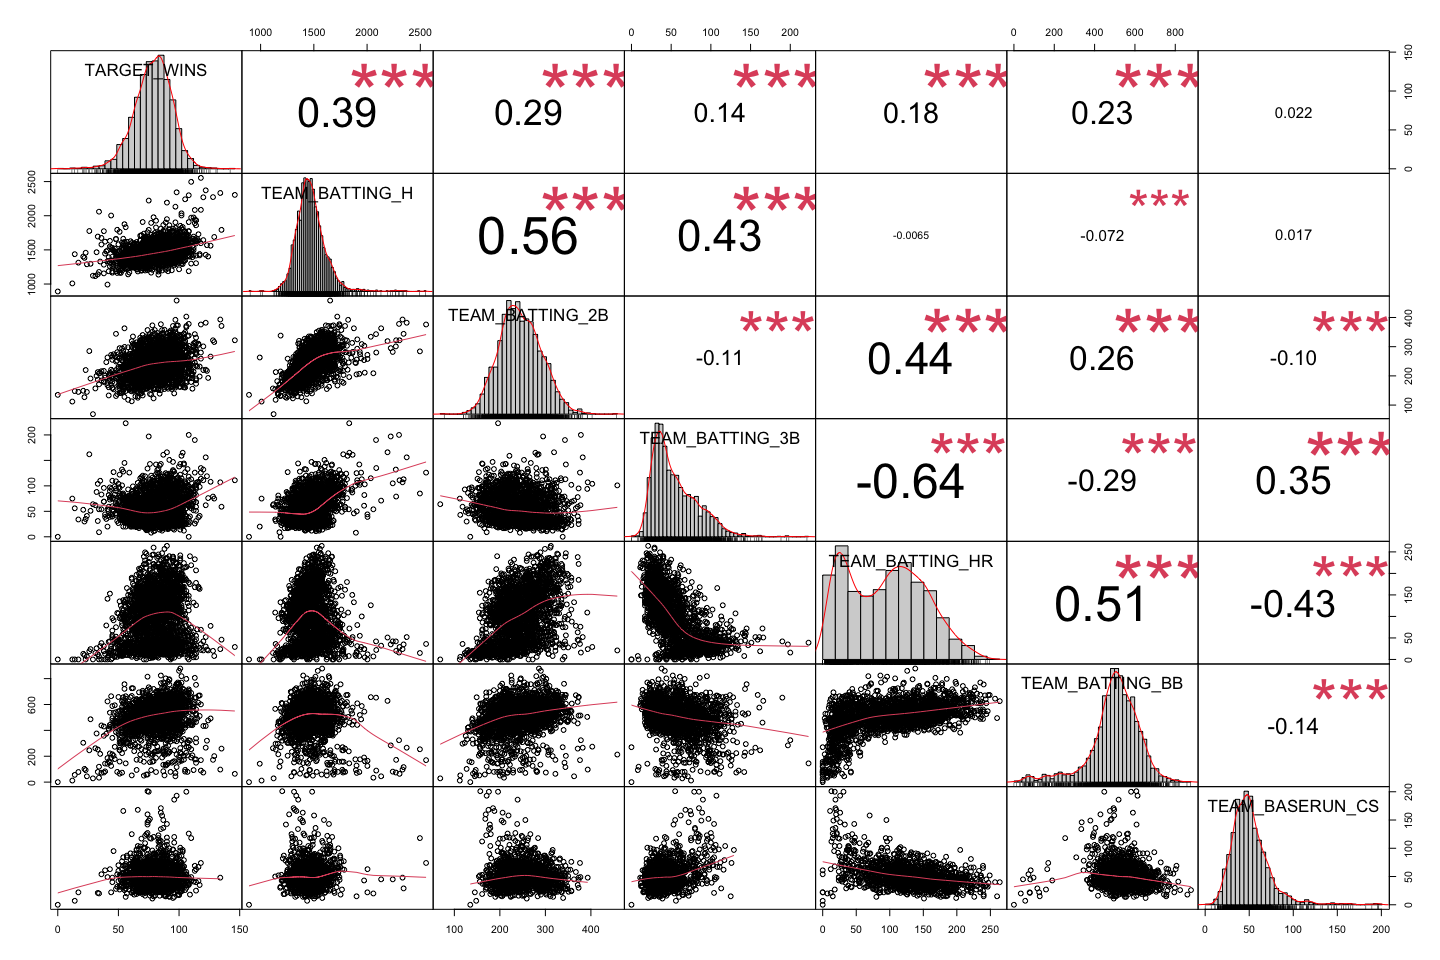 1000 1500 2000 2500
0 50 100 150 200
0 200 400 600 800
TARGET_WINS
***
0.39
***
0.29
***
0.14
***
0.18
***
0.23
0.022
0 50 100 150
1000 1500 2000 2500
TEAM_BATTING_H
***
0.56
***
0.43
-0.0065
***
-0.072
0.017
TEAM_BATTING_2B
***
-0.11
***
0.44
***
0.26
***
-0.10
100 200 300 400
0 50 100 200
TEAM_BATTING_3B
***
-0.64
***
-0.29
***
0.35
TEAM_BATTING_HR
***
0.51
***
-0.43
0 50 150 250
0 200 600
TEAM_BATTING_BB
***
-0.14
TEAM_BASERUN_CS
0 50 100 150 200
0 50 100 150
100 200 300 400
0 50 100 150 200 250
0 50 100 150 200